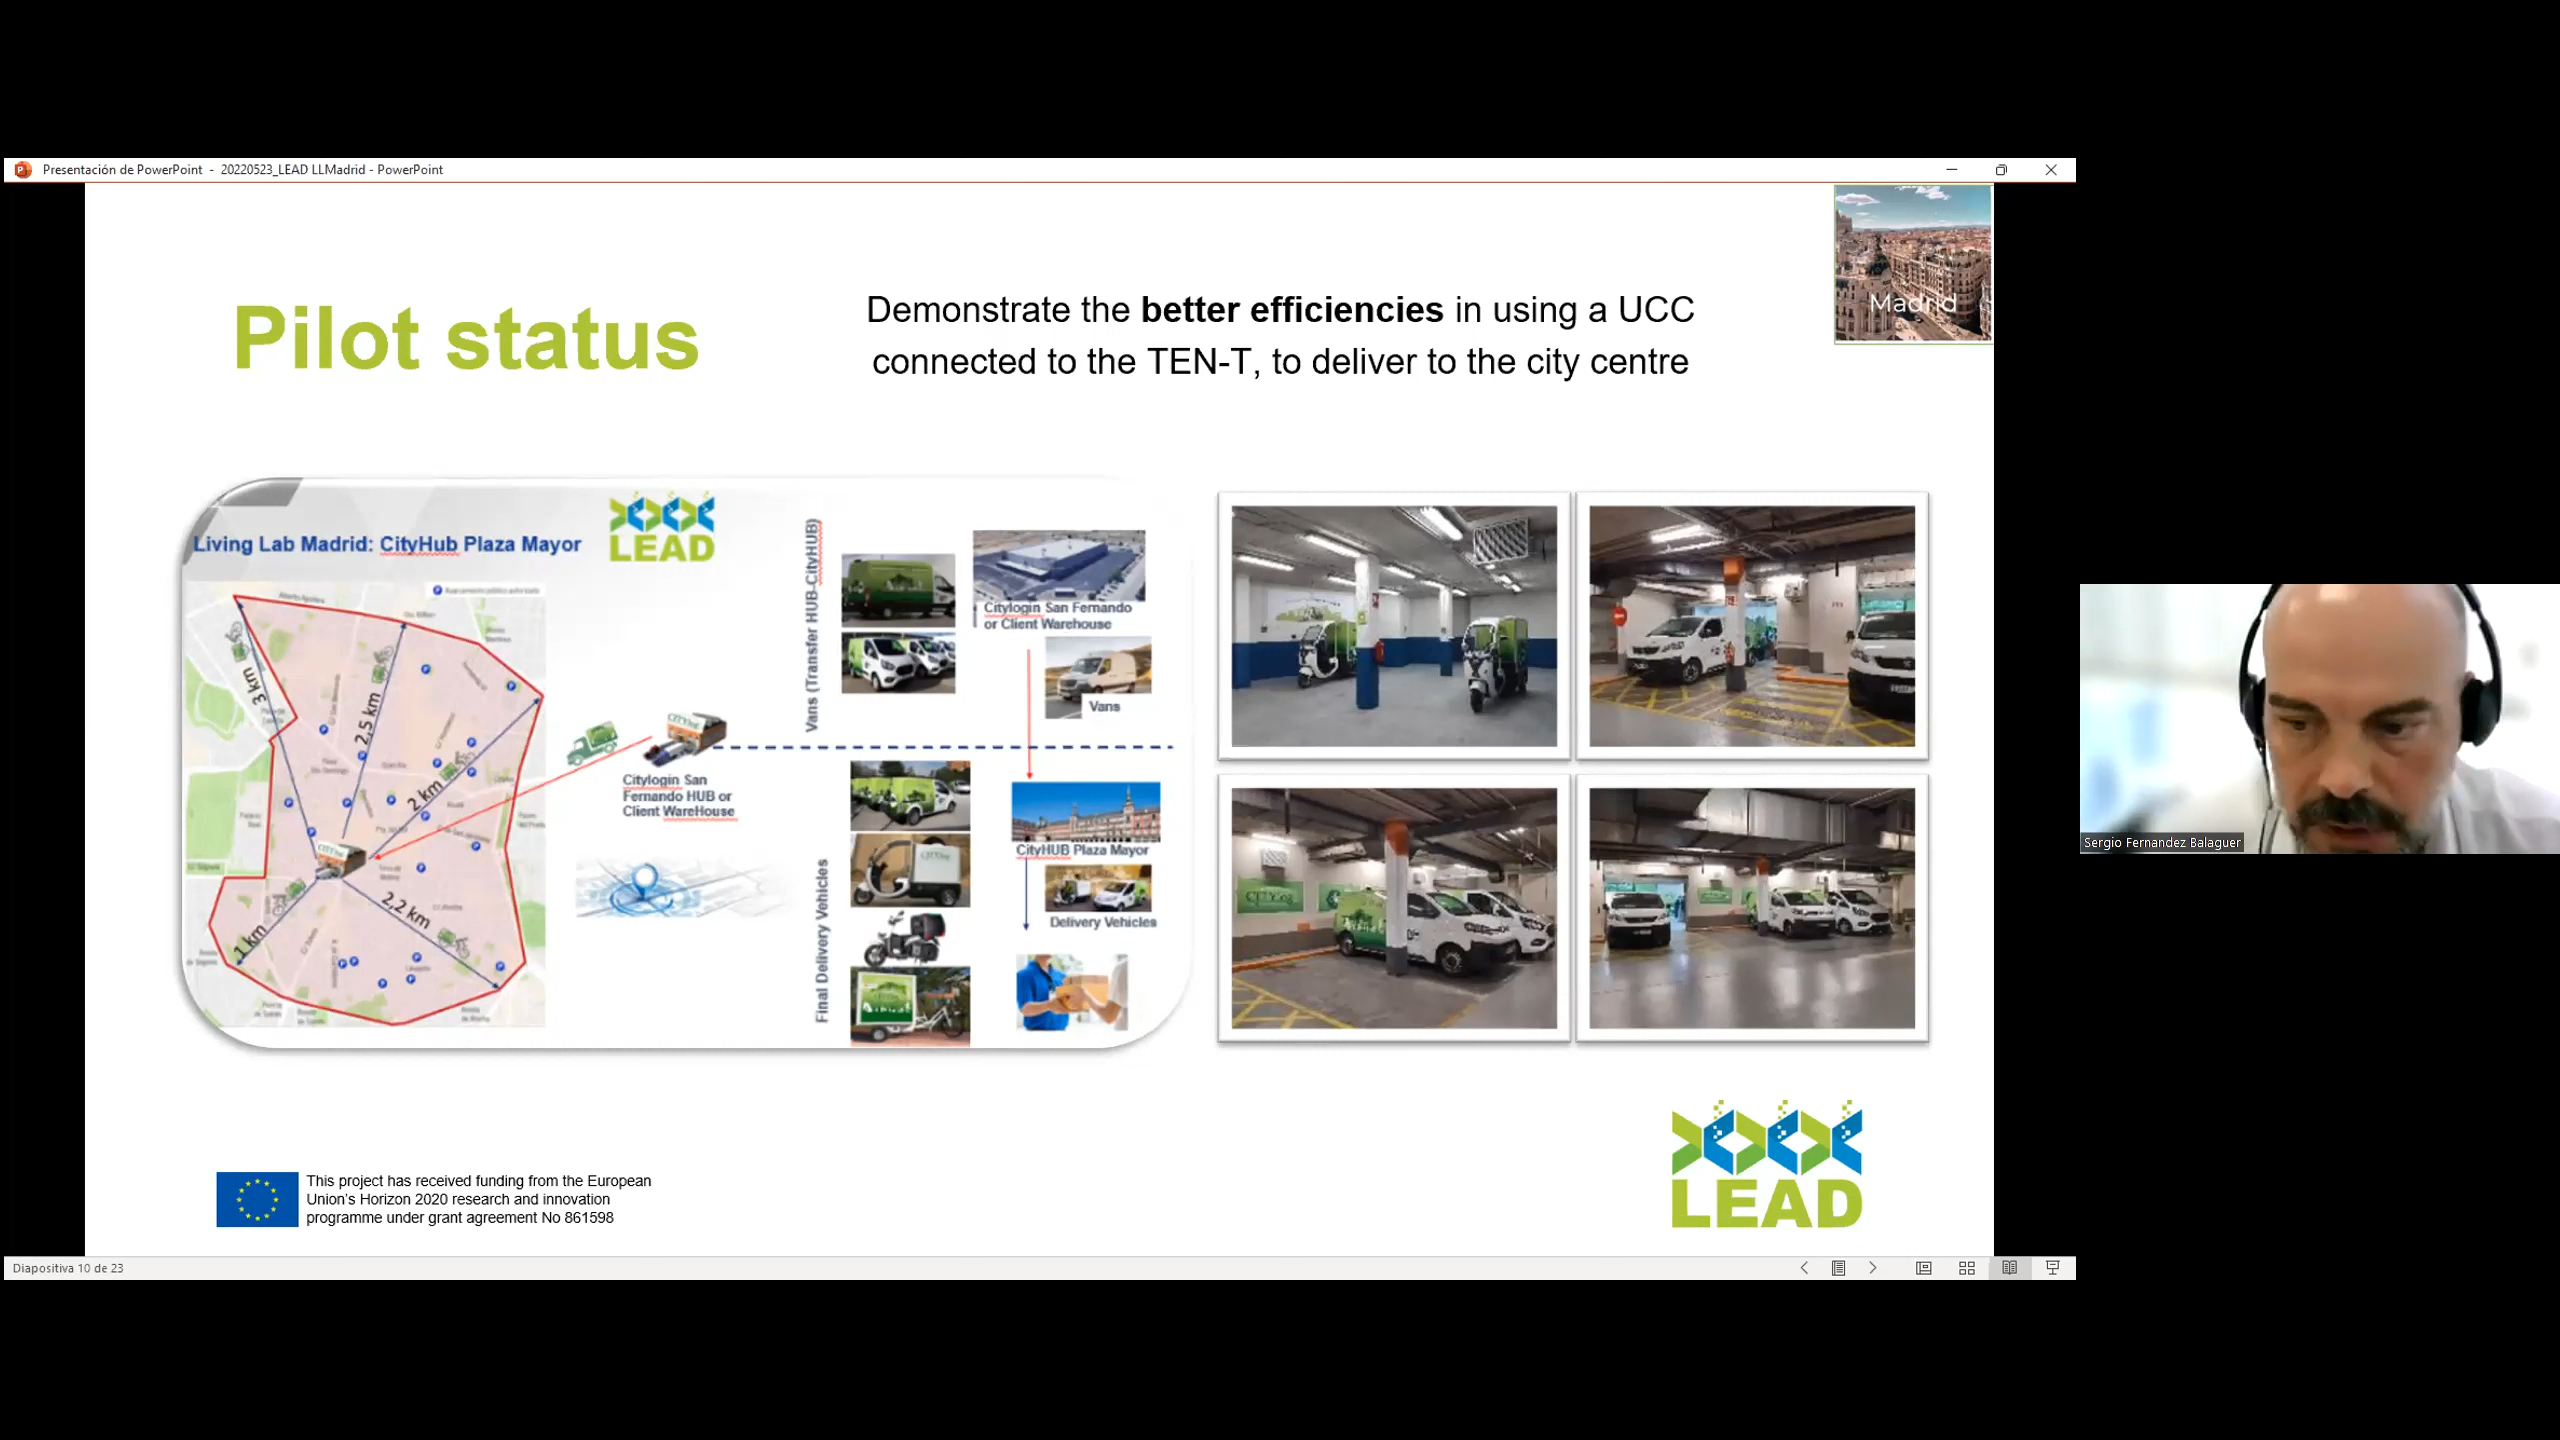 Presentación de PowerPoint - 20220523_LEAD LLMadrid - PowerPoint
Madrid
Pilot status
Demonstrate the better efficiencies in using a UCC
connected to the TEN-T, to deliver to the city centre
Living Lab Madrid: CityHub Plaza Mayor
LEAD
3 km
2,5 km
2 km
1 km
2,2 km
Citylogin San
Fernando HUB or
Client WareHouse
Vans (Transfer HUB-CityHUB)
Citylogin San Fernando
or Client Warehouse
Vans
Final Delivery Vehicles
CityHUB Plaza Mayor
Delivery Vehicles
This project has received funding from the European
Union's Horizon 2020 research and innovation
programme under grant agreement No 861598
LEAD
Diapositiva 10 de 23
Sergio Fernandez Balaguer